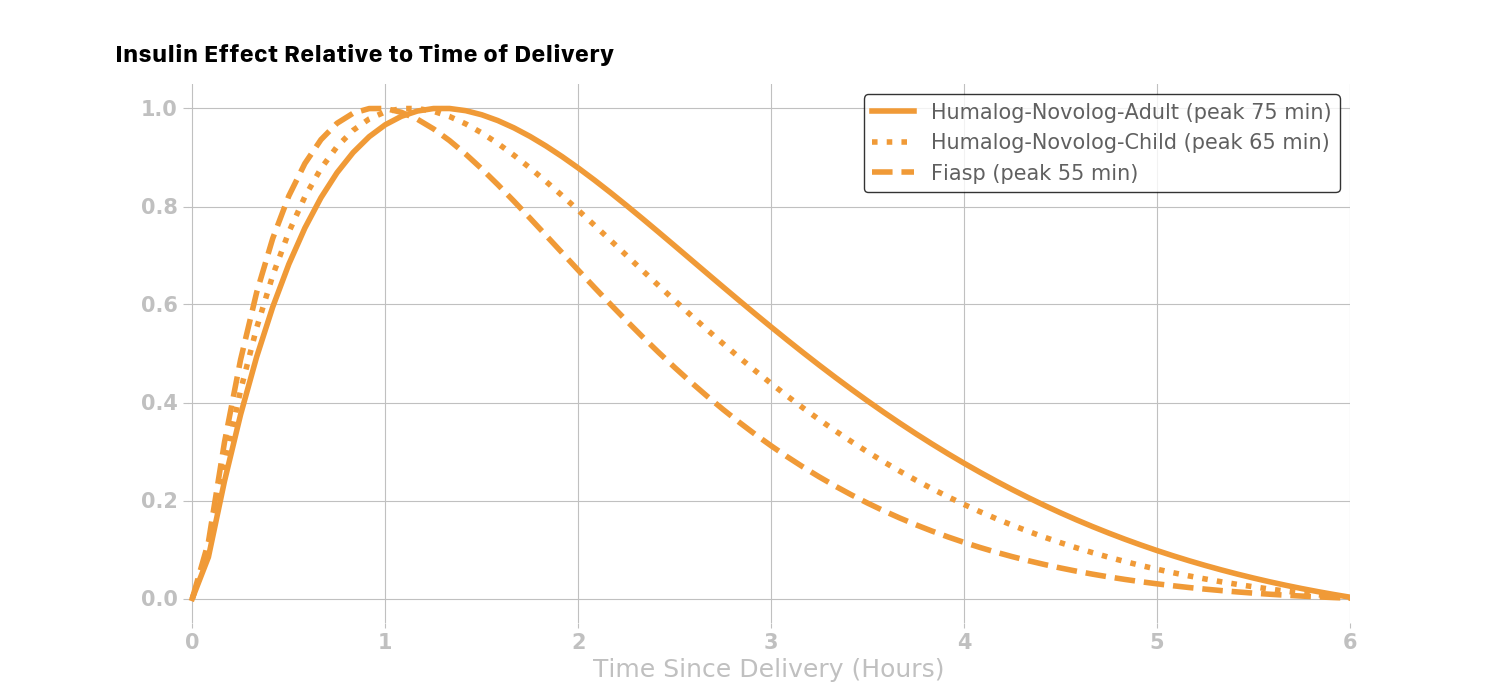 Insulin Effect Relative to Time of Delivery
Humalog-Novolog-Adult (peak 75 min)
Humalog-Novolog-Child (peak 65 min)
Fiasp (peak 55 min)
1.0
0.8
0.6
0.4
0.2
0.0
0 1 2 3 4 5 6
Time Since Delivery (Hours)